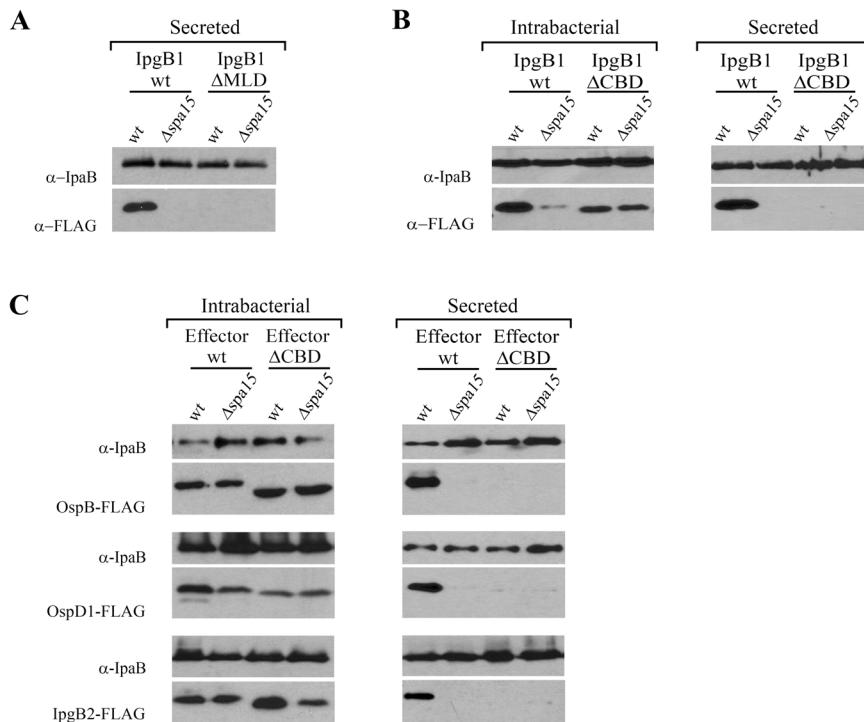 A
Secreted
IpgB1 IpgB1
wt ΔMLD
wt Δspa15 wt Δspa15
α–IpaB
α–FLAG
B
Intrabacterial Secreted
IpgB1 IpgB1 IpgB1 IpgB1
wt ΔCBD wt ΔCBD
wt Δspa15 wt Δspa15 wt Δspa15 wt Δspa15
α-IpaB
α–FLAG
C
Intrabacterial Secreted
Effector Effector Effector Effector
wt ΔCBD wt ΔCBD
wt Δspa15 wt Δspa15 wt Δspa15 wt Δspa15
α-IpaB
OspB-FLAG
α-IpaB
OspD1-FLAG
α-IpaB
IpgB2-FLAG